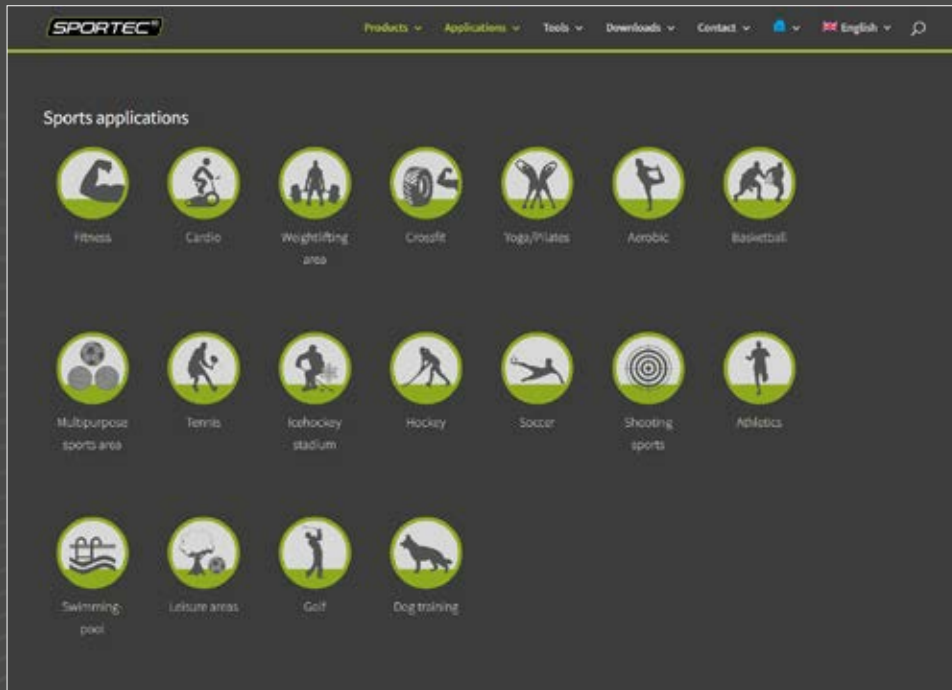 SPORTEC®
Products Applications Tools Downloads Contact English
Sports applications
Fitness Cardio Weightlifting Crossfit Yoga/Pilates Aerobic Basketball
area
Multipurpose Tennis Icehockey Hockey Soccer Shooting Athletics
sports area stadium sports
Swimming- Leisure areas Golf Dog training
pool